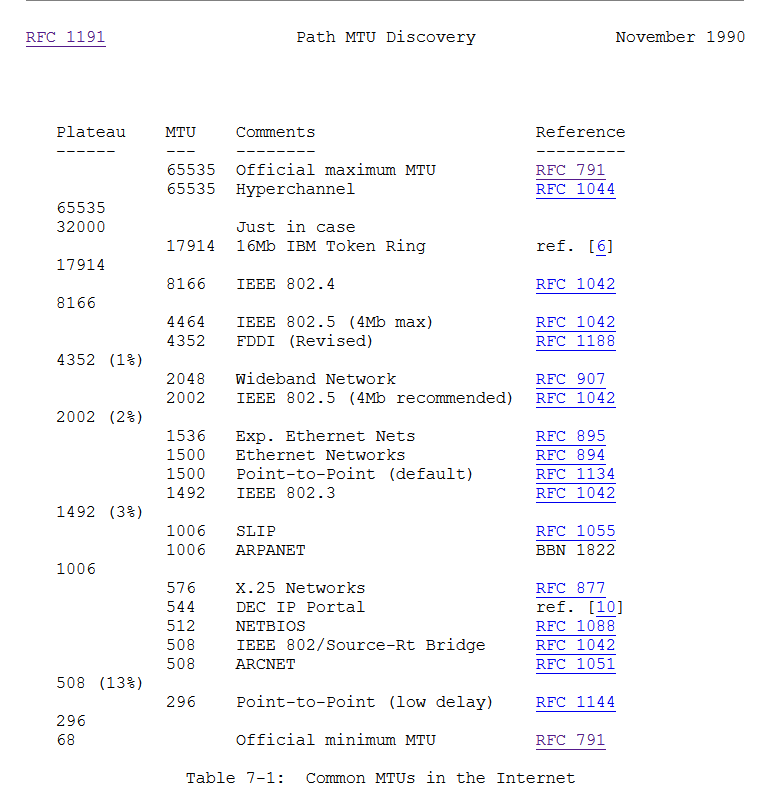 RFC 1191 Path MTU Discovery November 1990
Plateau MTU Comments Reference
------ --- -------- ---------
65535 Official maximum MTU RFC 791
65535 Hyperchannel RFC 1044
65535
32000 Just in case
17914 16Mb IBM Token Ring ref. [6]
17914
8166 IEEE 802.4 RFC 1042
8166
4464 IEEE 802.5 (4Mb max) RFC 1042
4352 FDDI (Revised) RFC 1188
4352 (1%)
2048 Wideband Network RFC 907
2002 IEEE 802.5 (4Mb recommended) RFC 1042
2002 (2%)
1536 Exp. Ethernet Nets RFC 895
1500 Ethernet Networks RFC 894
1500 Point-to-Point (default) RFC 1134
1492 IEEE 802.3 RFC 1042
1492 (3%)
1006 SLIP RFC 1055
1006 ARPANET BBN 1822
1006
576 X.25 Networks RFC 877
544 DEC IP Portal ref. [10]
512 NETBIOS RFC 1088
508 IEEE 802/Source-Rt Bridge RFC 1042
508 ARCNET RFC 1051
508 (13%)
296 Point-to-Point (low delay) RFC 1144
296
68 Official minimum MTU RFC 791
Table 7-1: Common MTUs in the Internet